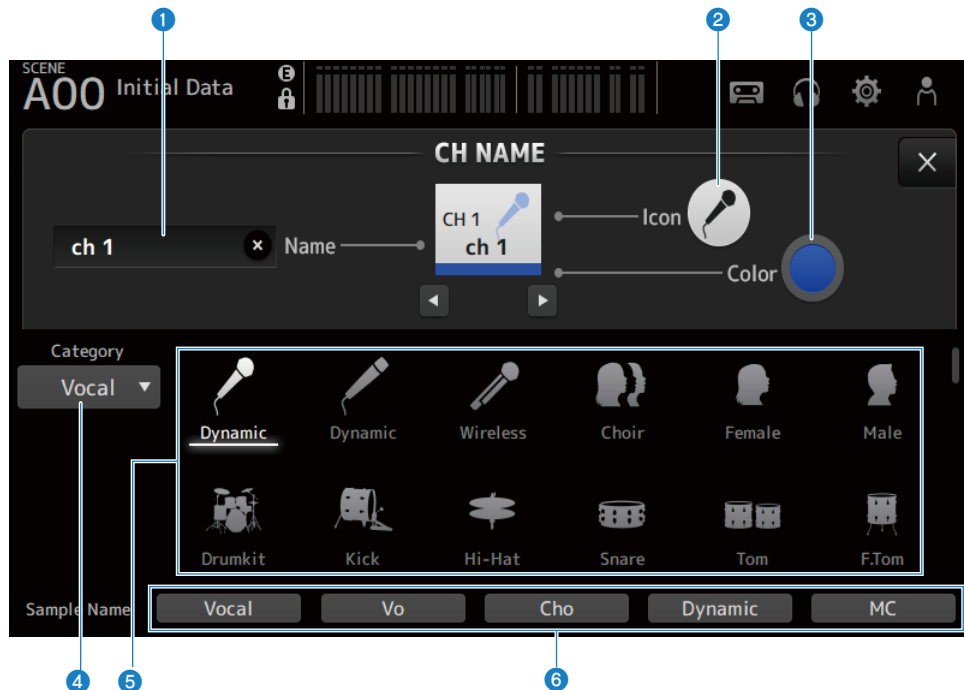 1 2 3
SCENE
A00 Initial Data E
CH NAME
CH 1
ch 1
ch 1 Name
Icon
Color
Category
Vocal
Dynamic Dynamic Wireless Choir Female Male
Drumkit Kick Hi-Hat Snare Tom F.Tom
Sample Name Vocal Vo Cho Dynamic MC
4 5 6